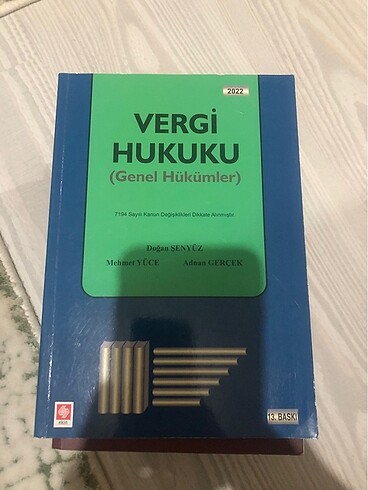 2022
VERGİ
HUKUKU
(Genel Hükümler)
7194 Sayılı Kanun Değişiklikleri Dikkate Alınmıştır.
Doğan ŞENYÜZ
Mehmet YÜCE Adnan GERÇEK
13. BASKI